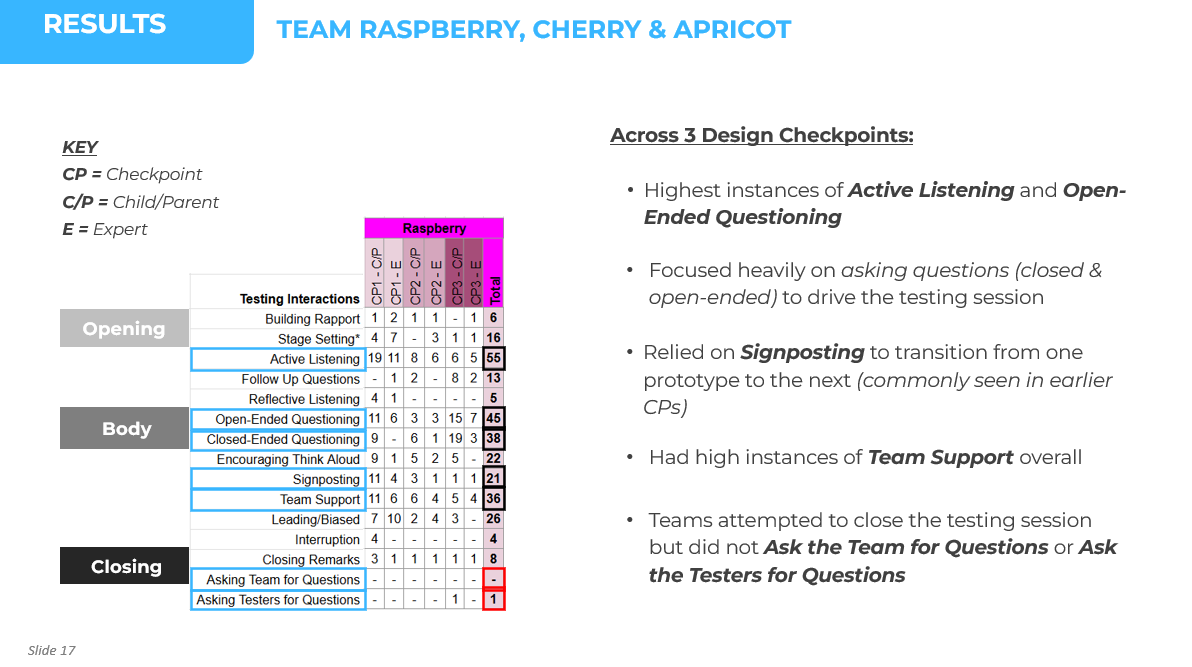 RESULTS
TEAM RASPBERRY, CHERRY & APRICOT
KEY
CP = Checkpoint
C/P = Child/Parent
E = Expert
Raspberry
Testing Interactions CP1 - C/P CP1 - E CP2 - C/P CP2 - E CP3 - C/P CP3 - E Total
Opening
Building Rapport 1 2 1 1 - 1 6
Stage Setting* 4 7 - 3 1 1 16
Active Listening 19 11 8 6 6 5 55
Follow Up Questions - 1 2 - 8 2 13
Reflective Listening 4 1 - - - - 5
Body
Open-Ended Questioning 11 6 3 3 15 7 45
Closed-Ended Questioning 9 - 6 1 19 3 38
Encouraging Think Aloud 9 1 5 2 5 - 22
Signposting 11 4 3 1 1 1 21
Team Support 11 6 6 4 5 4 36
Leading/Biased 7 10 2 4 3 - 26
Interruption 4 - - - - - 4
Closing
Closing Remarks 3 1 1 1 1 1 8
Asking Team for Questions - - - - - - -
Asking Testers for Questions - - - - 1 - 1
Across 3 Design Checkpoints:
• Highest instances of Active Listening and Open-
Ended Questioning
• Focused heavily on asking questions (closed &
open-ended) to drive the testing session
• Relied on Signposting to transition from one
prototype to the next (commonly seen in earlier
CPs)
• Had high instances of Team Support overall
• Teams attempted to close the testing session
but did not Ask the Team for Questions or Ask
the Testers for Questions
Slide 17